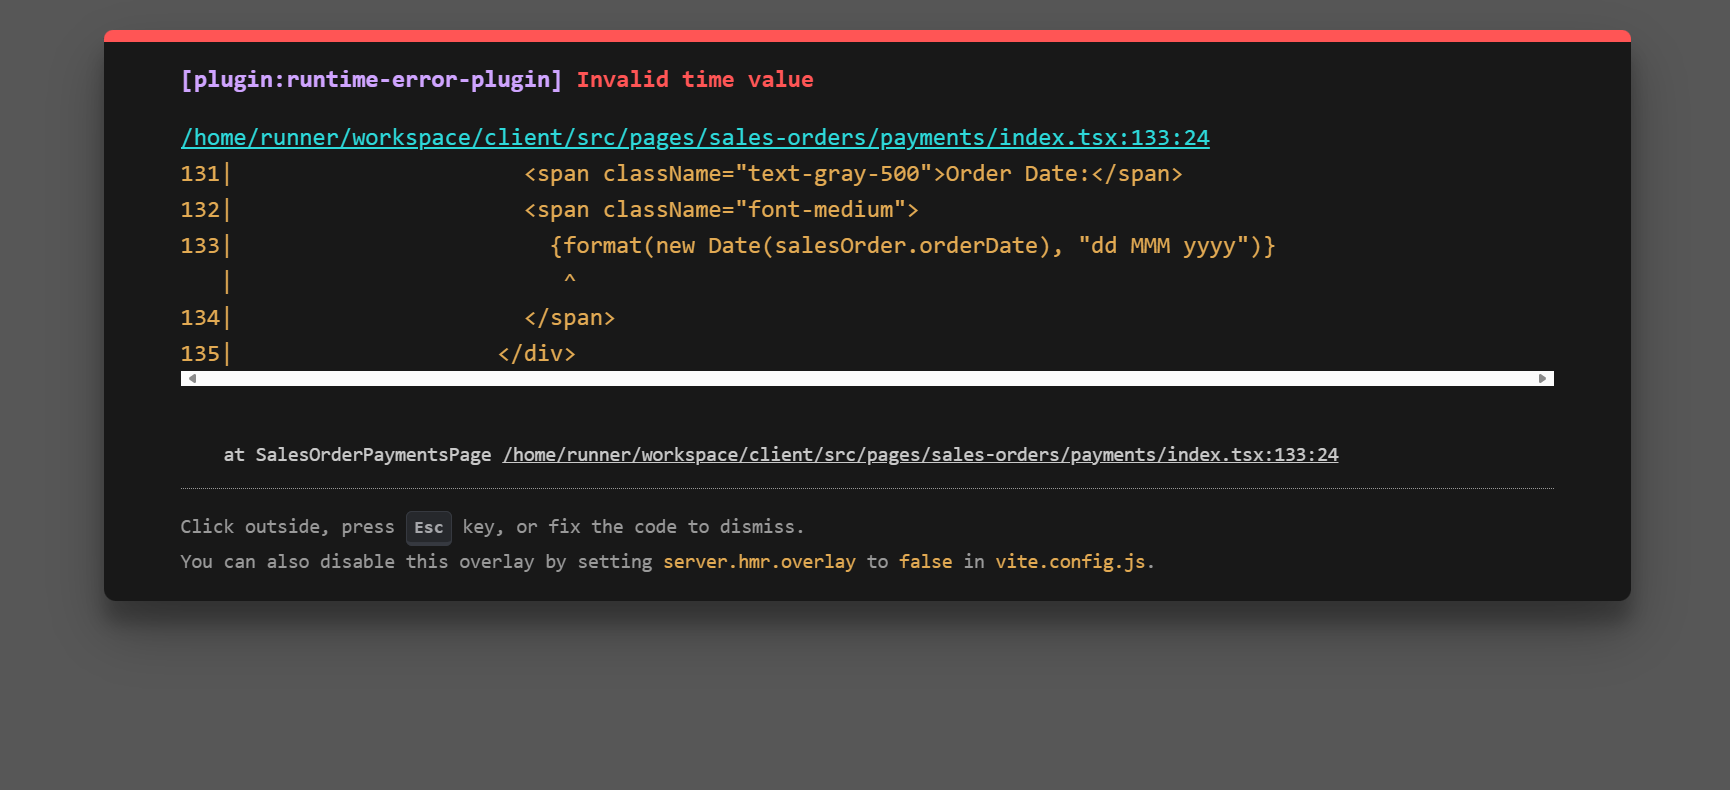 [plugin:runtime-error-plugin] Invalid time value
/home/runner/workspace/client/src/pages/sales-orders/payments/index.tsx:133:24
131|                      <span className="text-gray-500">Order Date:</span>
132|                      <span className="font-medium">
133|                        {format(new Date(salesOrder.orderDate), "dd MMM yyyy")}
   |                         ^
134|                      </span>
135|                    </div>
at SalesOrderPaymentsPage /home/runner/workspace/client/src/pages/sales-orders/payments/index.tsx:133:24
Click outside, press Esc key, or fix the code to dismiss.
You can also disable this overlay by setting server.hmr.overlay to false in vite.config.js.